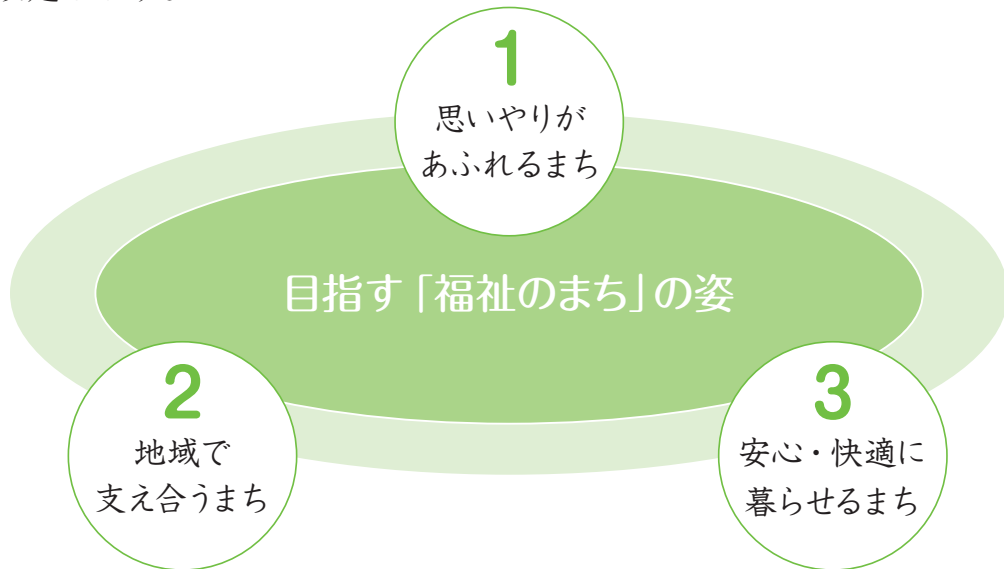 1
思いやりが
あふれるまち
目指す「福祉のまち」の姿
2
地域で
支え合うまち
3
安心・快適に
暮らせるまち